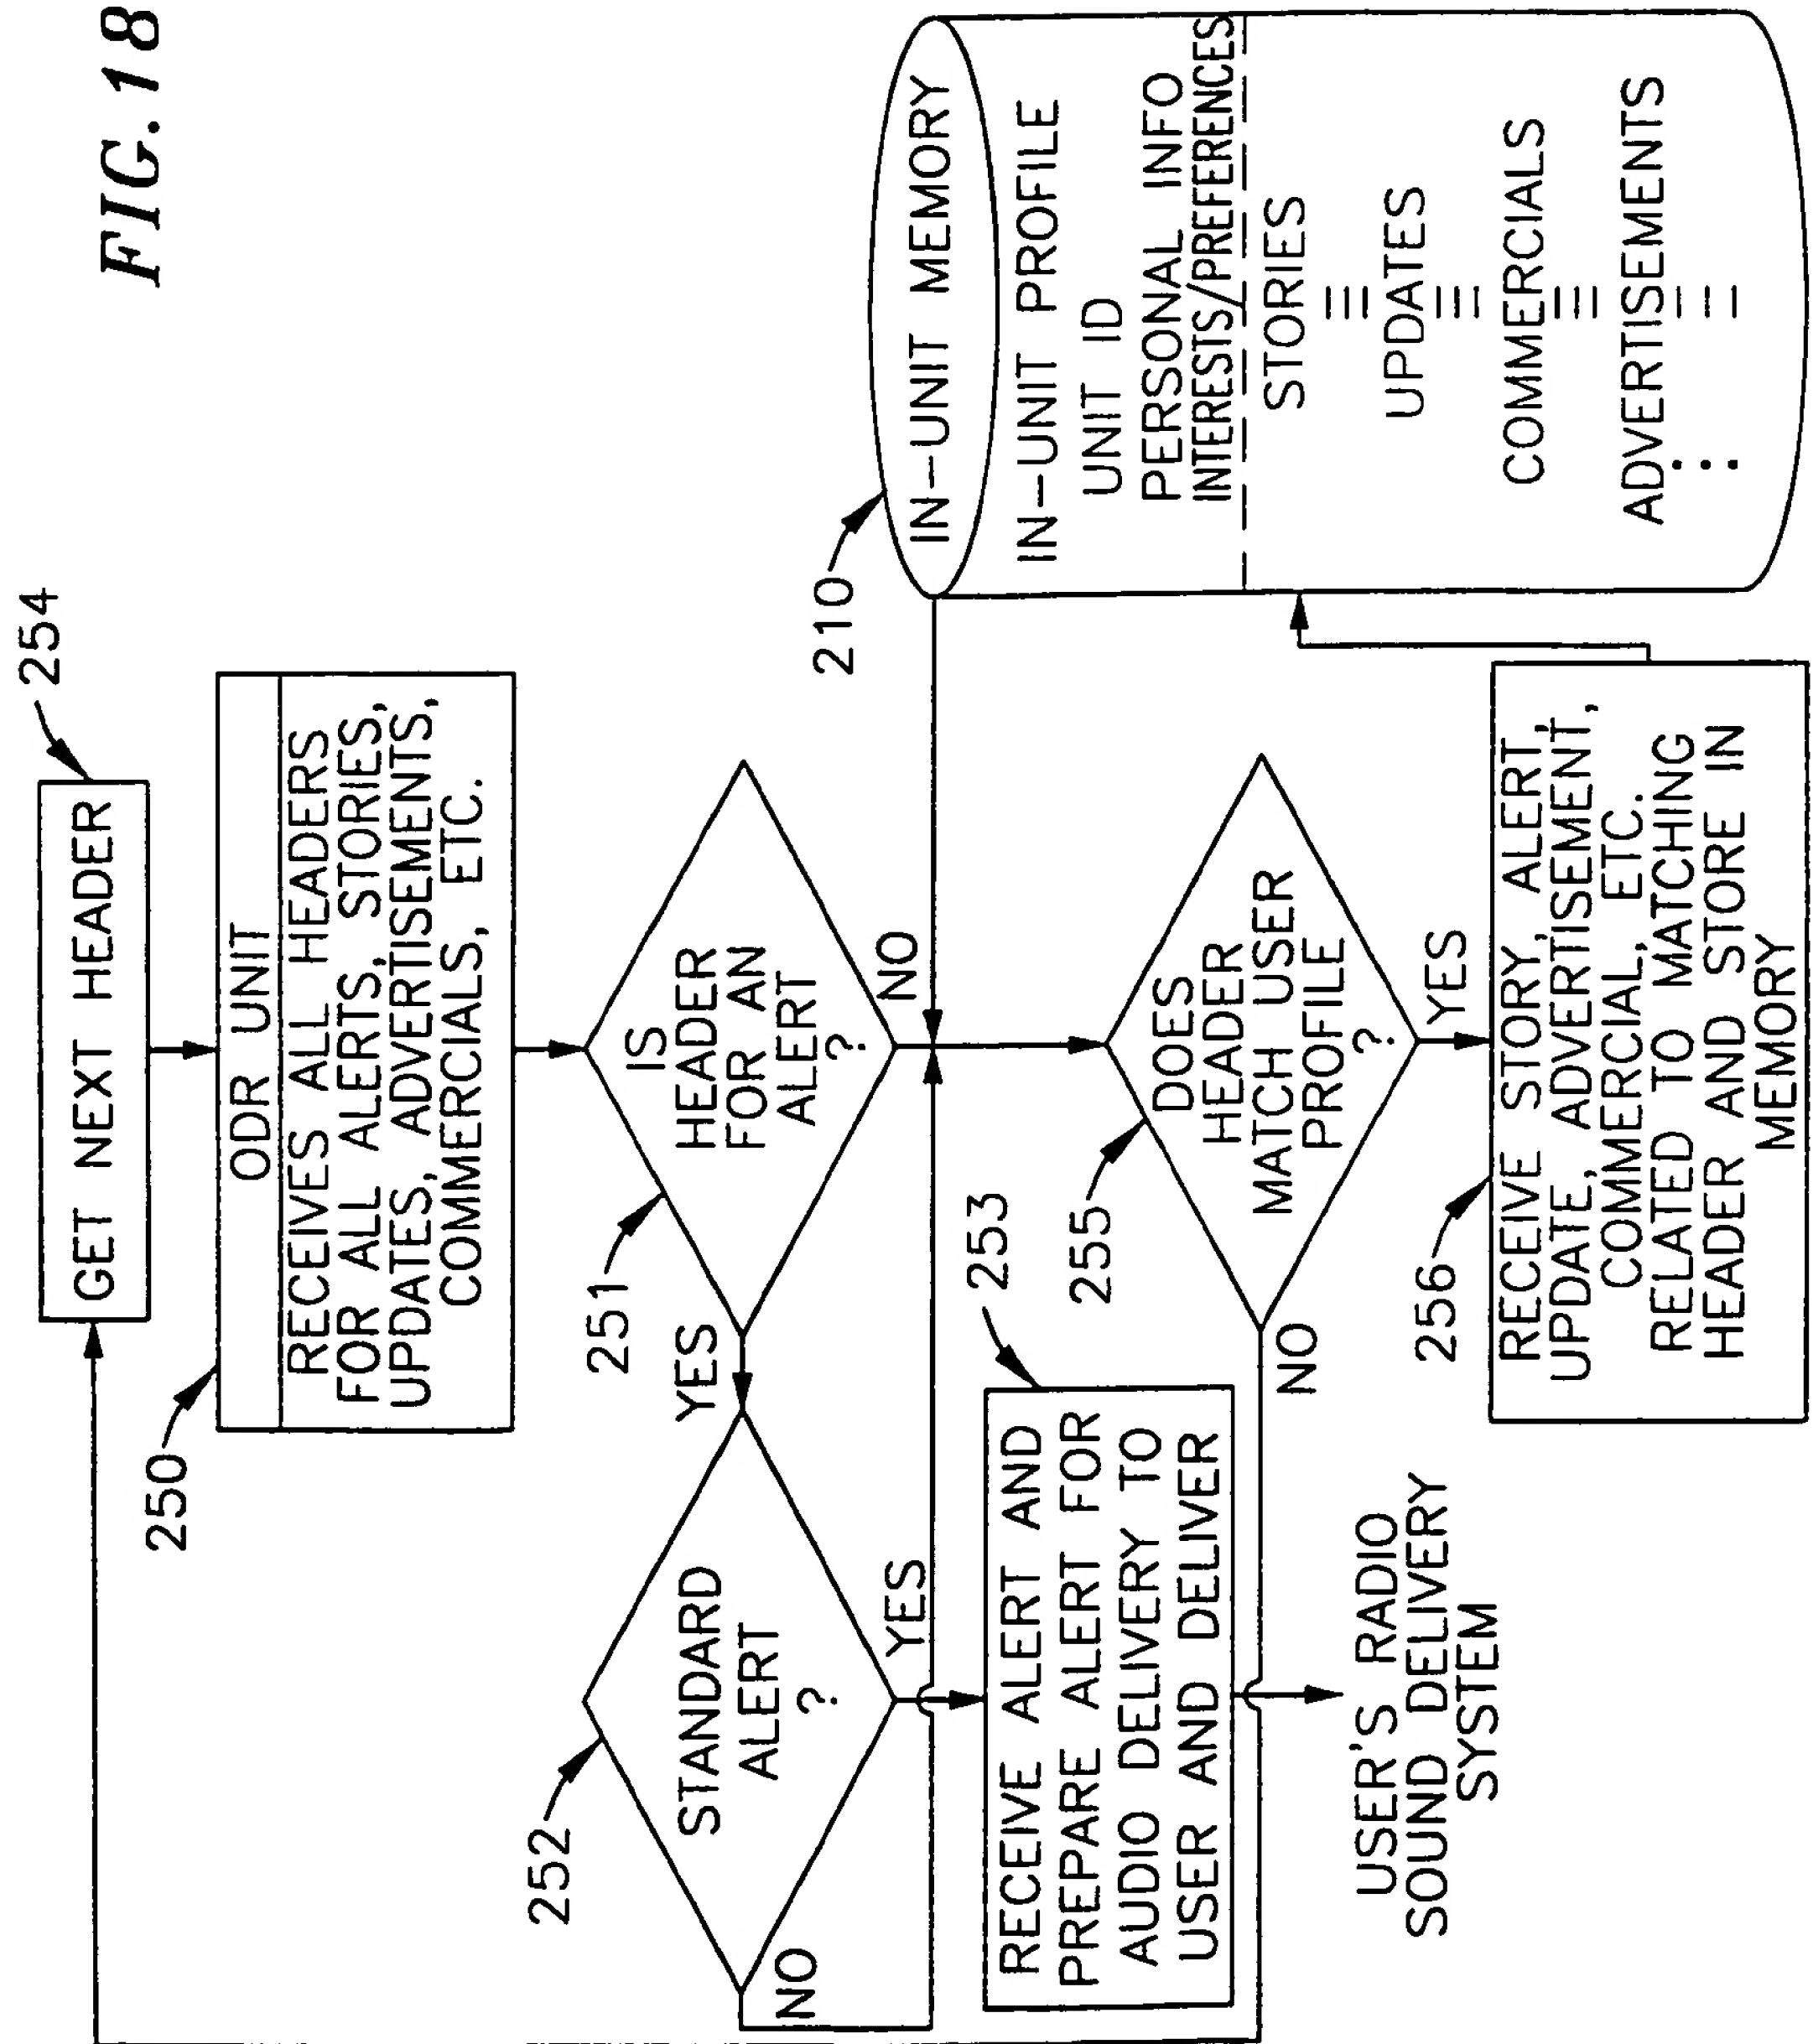 FIG. 18
254
GET NEXT HEADER
250
ODR UNIT
RECEIVES ALL HEADERS
FOR ALL ALERTS, STORIES,
UPDATES, ADVERTISEMENTS,
COMMERCIALS, ETC.
251
IS
HEADER
FOR AN
ALERT
?
YES
NO
252
STANDARD
ALERT
?
NO
YES
253
RECEIVE ALERT AND
PREPARE ALERT FOR
AUDIO DELIVERY TO
USER AND DELIVER
USER'S RADIO
SOUND DELIVERY
SYSTEM
255
DOES
HEADER
MATCH USER
PROFILE
?
NO
YES
256
RECEIVE STORY, ALERT,
UPDATE, ADVERTISEMENT,
COMMERCIAL, ETC.
RELATED TO MATCHING
HEADER AND STORE IN
MEMORY
210
IN-UNIT MEMORY
IN-UNIT PROFILE
UNIT ID
PERSONAL INFO
INTERESTS/PREFERENCES
STORIES
UPDATES
COMMERCIALS
ADVERTISEMENTS